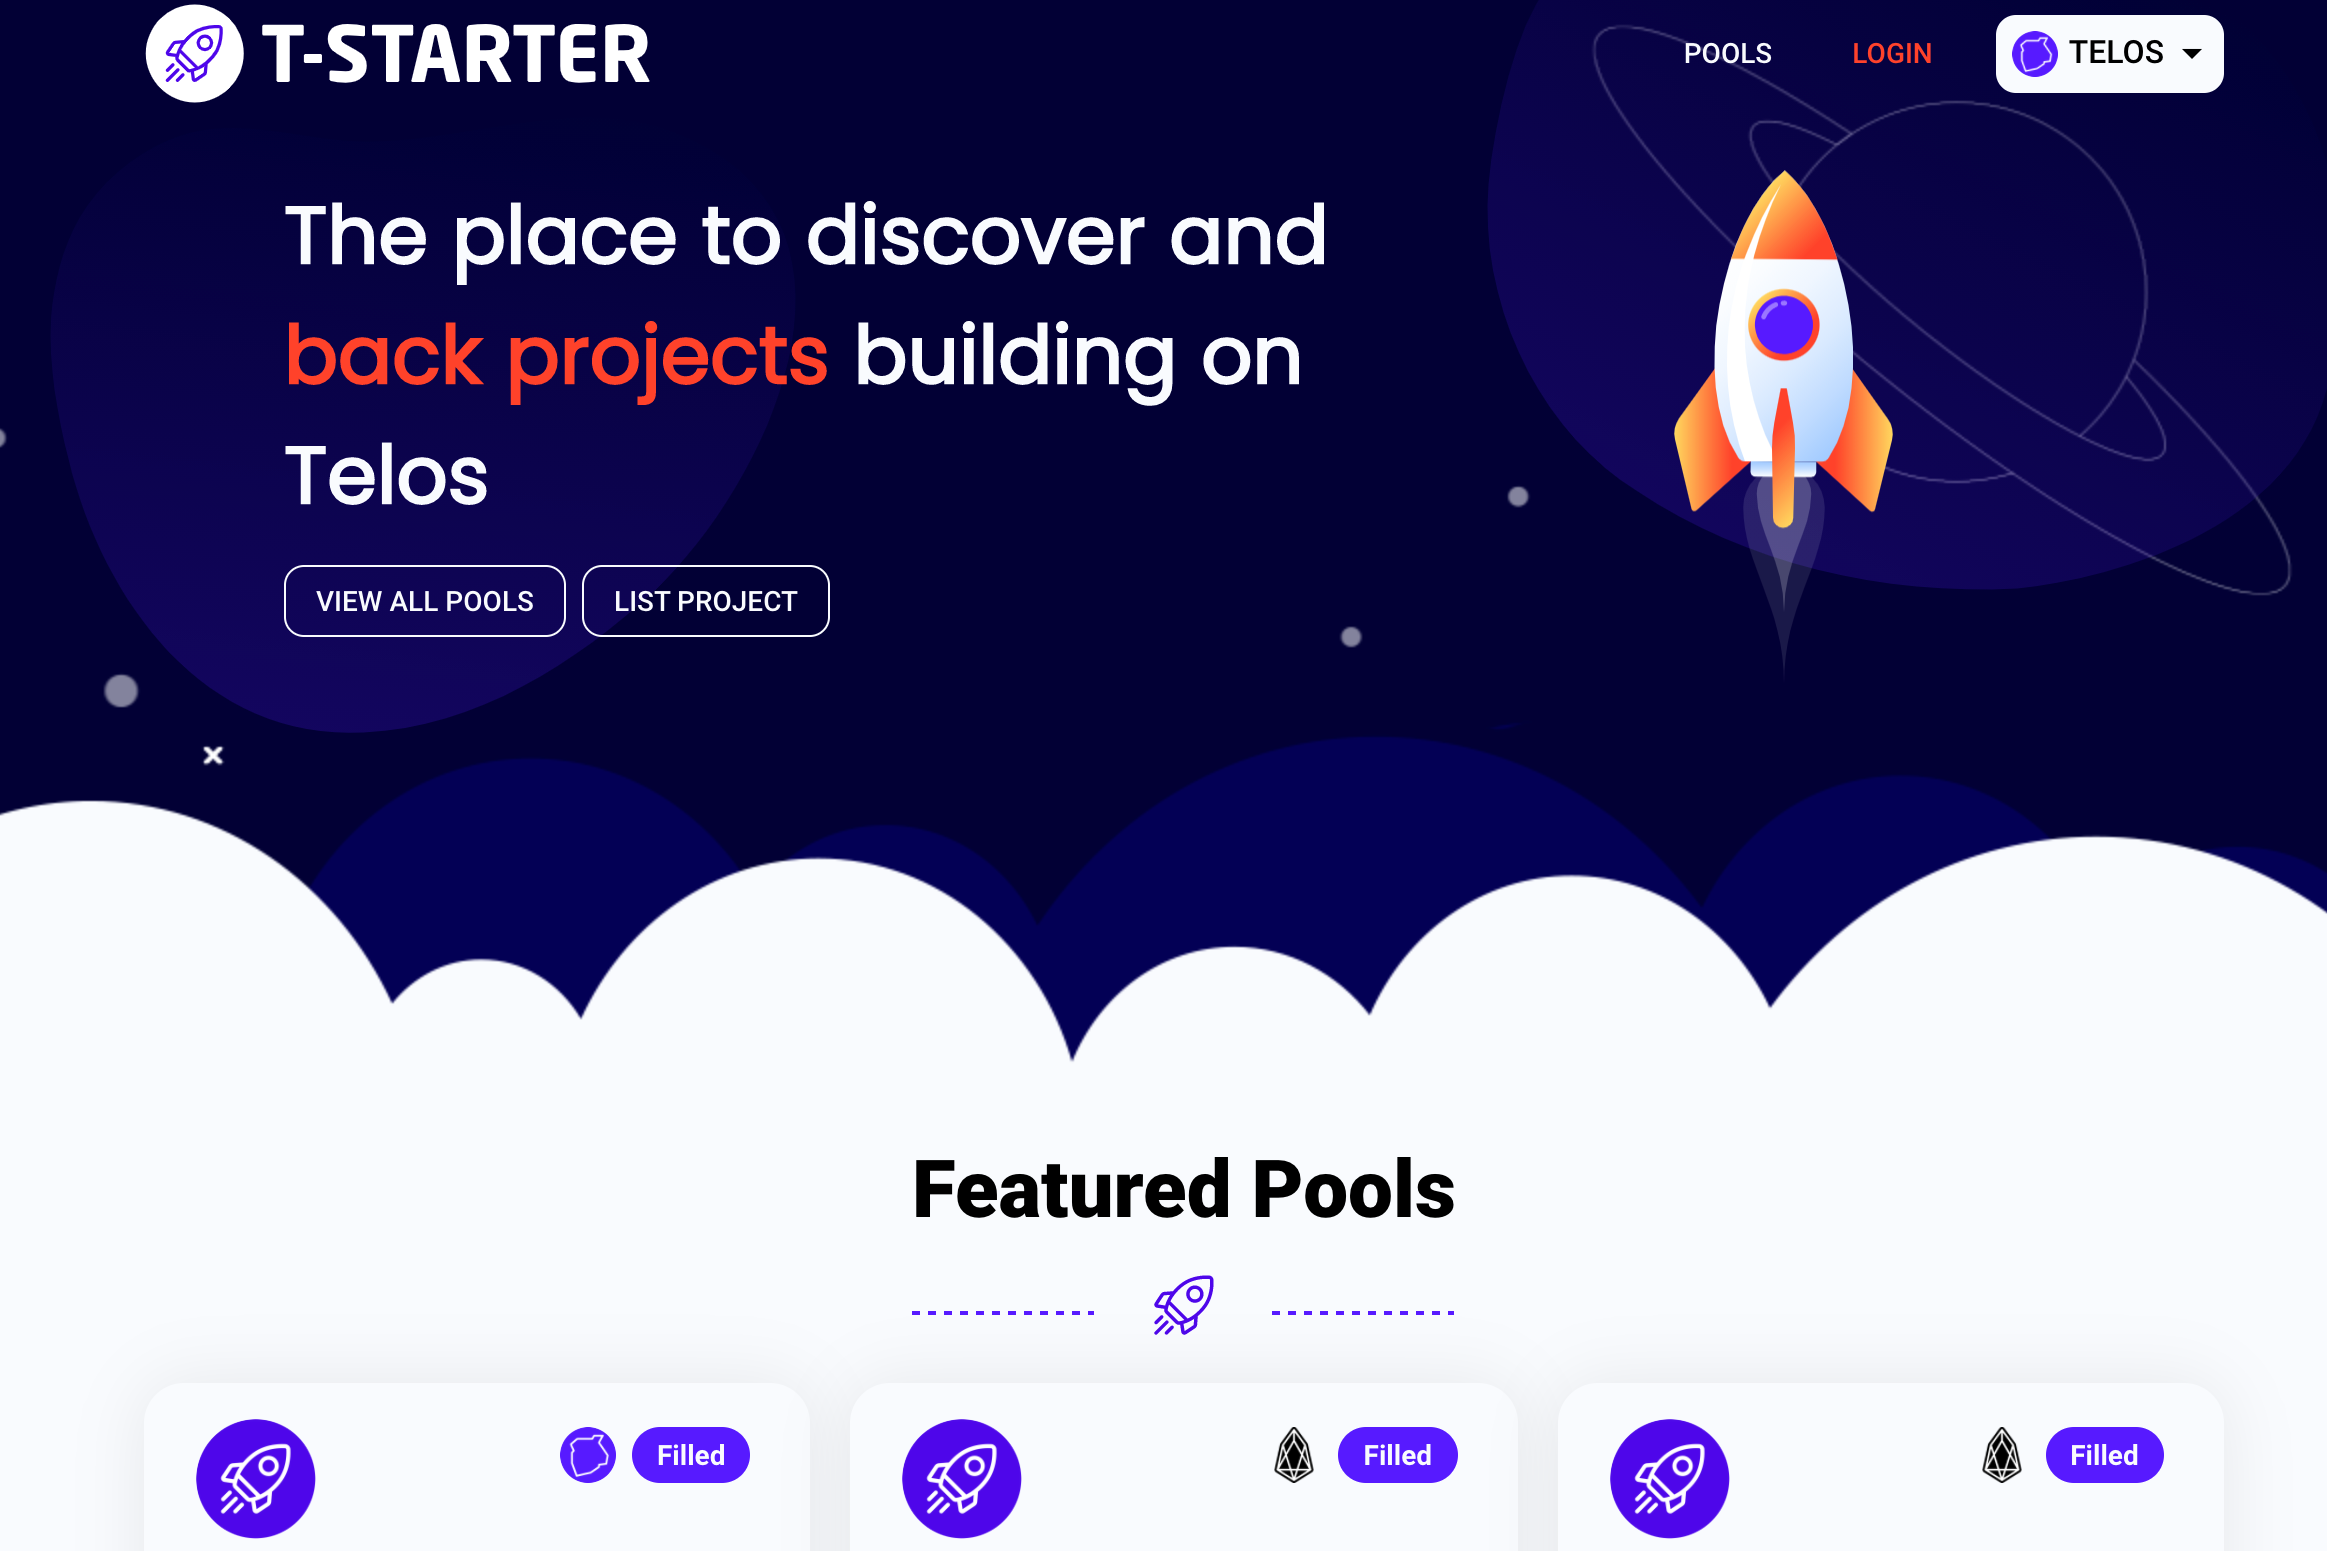 T-STARTER
POOLS
LOGIN
TELOS
The place to discover and
back projects building on
Telos
VIEW ALL POOLS
LIST PROJECT
Featured Pools
Filled
Filled
Filled